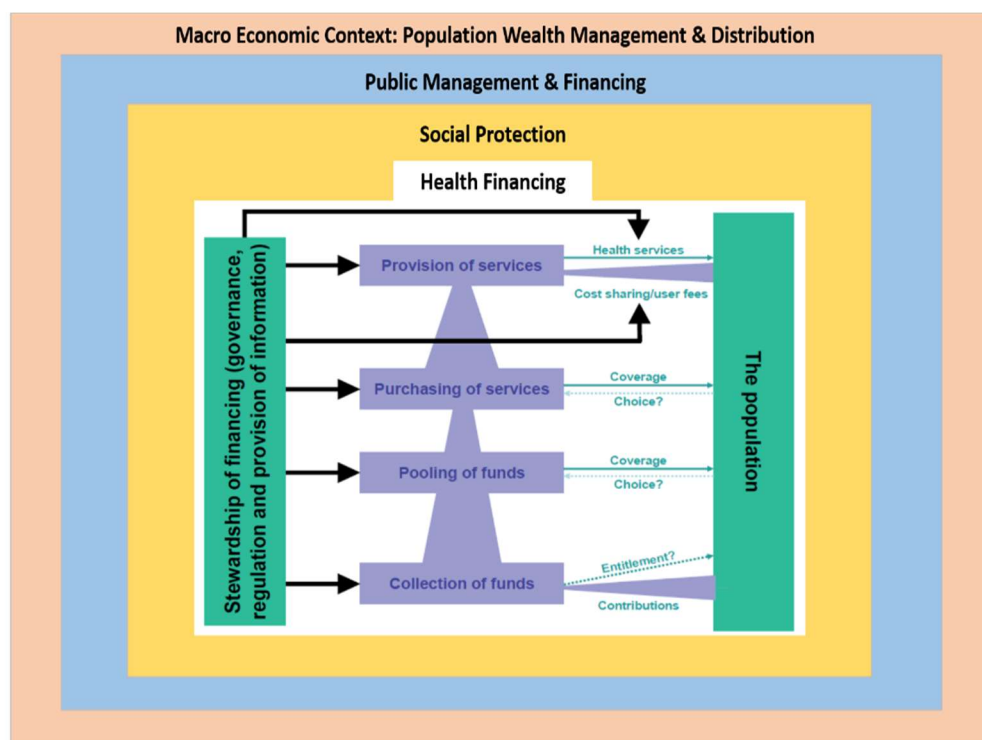 Macro Economic Context: Population Wealth Management & Distribution
Public Management & Financing
Social Protection
Health Financing
Stewardship of financing (governance,
regulation and provision of information)
Provision of services
Health services
Cost sharing/user fees
Purchasing of services
Coverage
Choice?
Pooling of funds
Coverage
Choice?
Collection of funds
Entitlement?
Contributions
The population